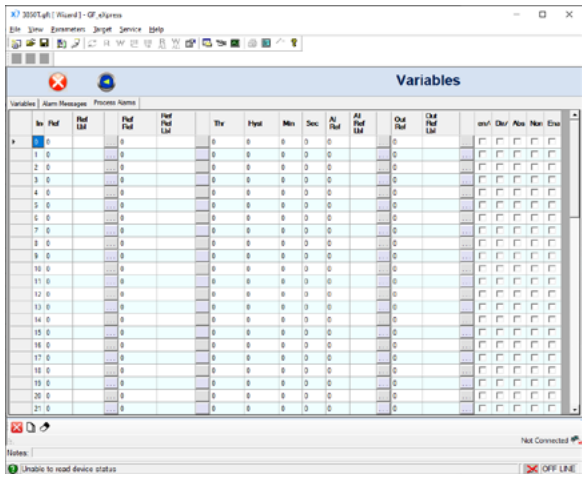 3850T.gft [ Wizard ] - GF_eXpress
File View Parameters Target Service Help
Variables
Variables Alarm Messages Process Alarms
In Ref Ref Lbl Ref Ref Ref Ref Lbl Thr Hyst Min Sec Al Ref Al Ref Lbl Out Ref Out Ref Lbl en/\ Dis/ Abs Nor Ena
0 0 0 0 0 0 0 0 0
1 0 0 0 0 0 0 0 0
2 0 0 0 0 0 0 0 0
3 0 0 0 0 0 0 0 0
4 0 0 0 0 0 0 0 0
5 0 0 0 0 0 0 0 0
6 0 0 0 0 0 0 0 0
7 0 0 0 0 0 0 0 0
8 0 0 0 0 0 0 0 0
9 0 0 0 0 0 0 0 0
10 0 0 0 0 0 0 0 0
11 0 0 0 0 0 0 0 0
12 0 0 0 0 0 0 0 0
13 0 0 0 0 0 0 0 0
14 0 0 0 0 0 0 0 0
15 0 0 0 0 0 0 0 0
16 0 0 0 0 0 0 0 0
17 0 0 0 0 0 0 0 0
18 0 0 0 0 0 0 0 0
19 0 0 0 0 0 0 0 0
20 0 0 0 0 0 0 0 0
21 0 0 0 0 0 0 0 0
Not Connected
Notes:
Unable to read device status OFF LINE